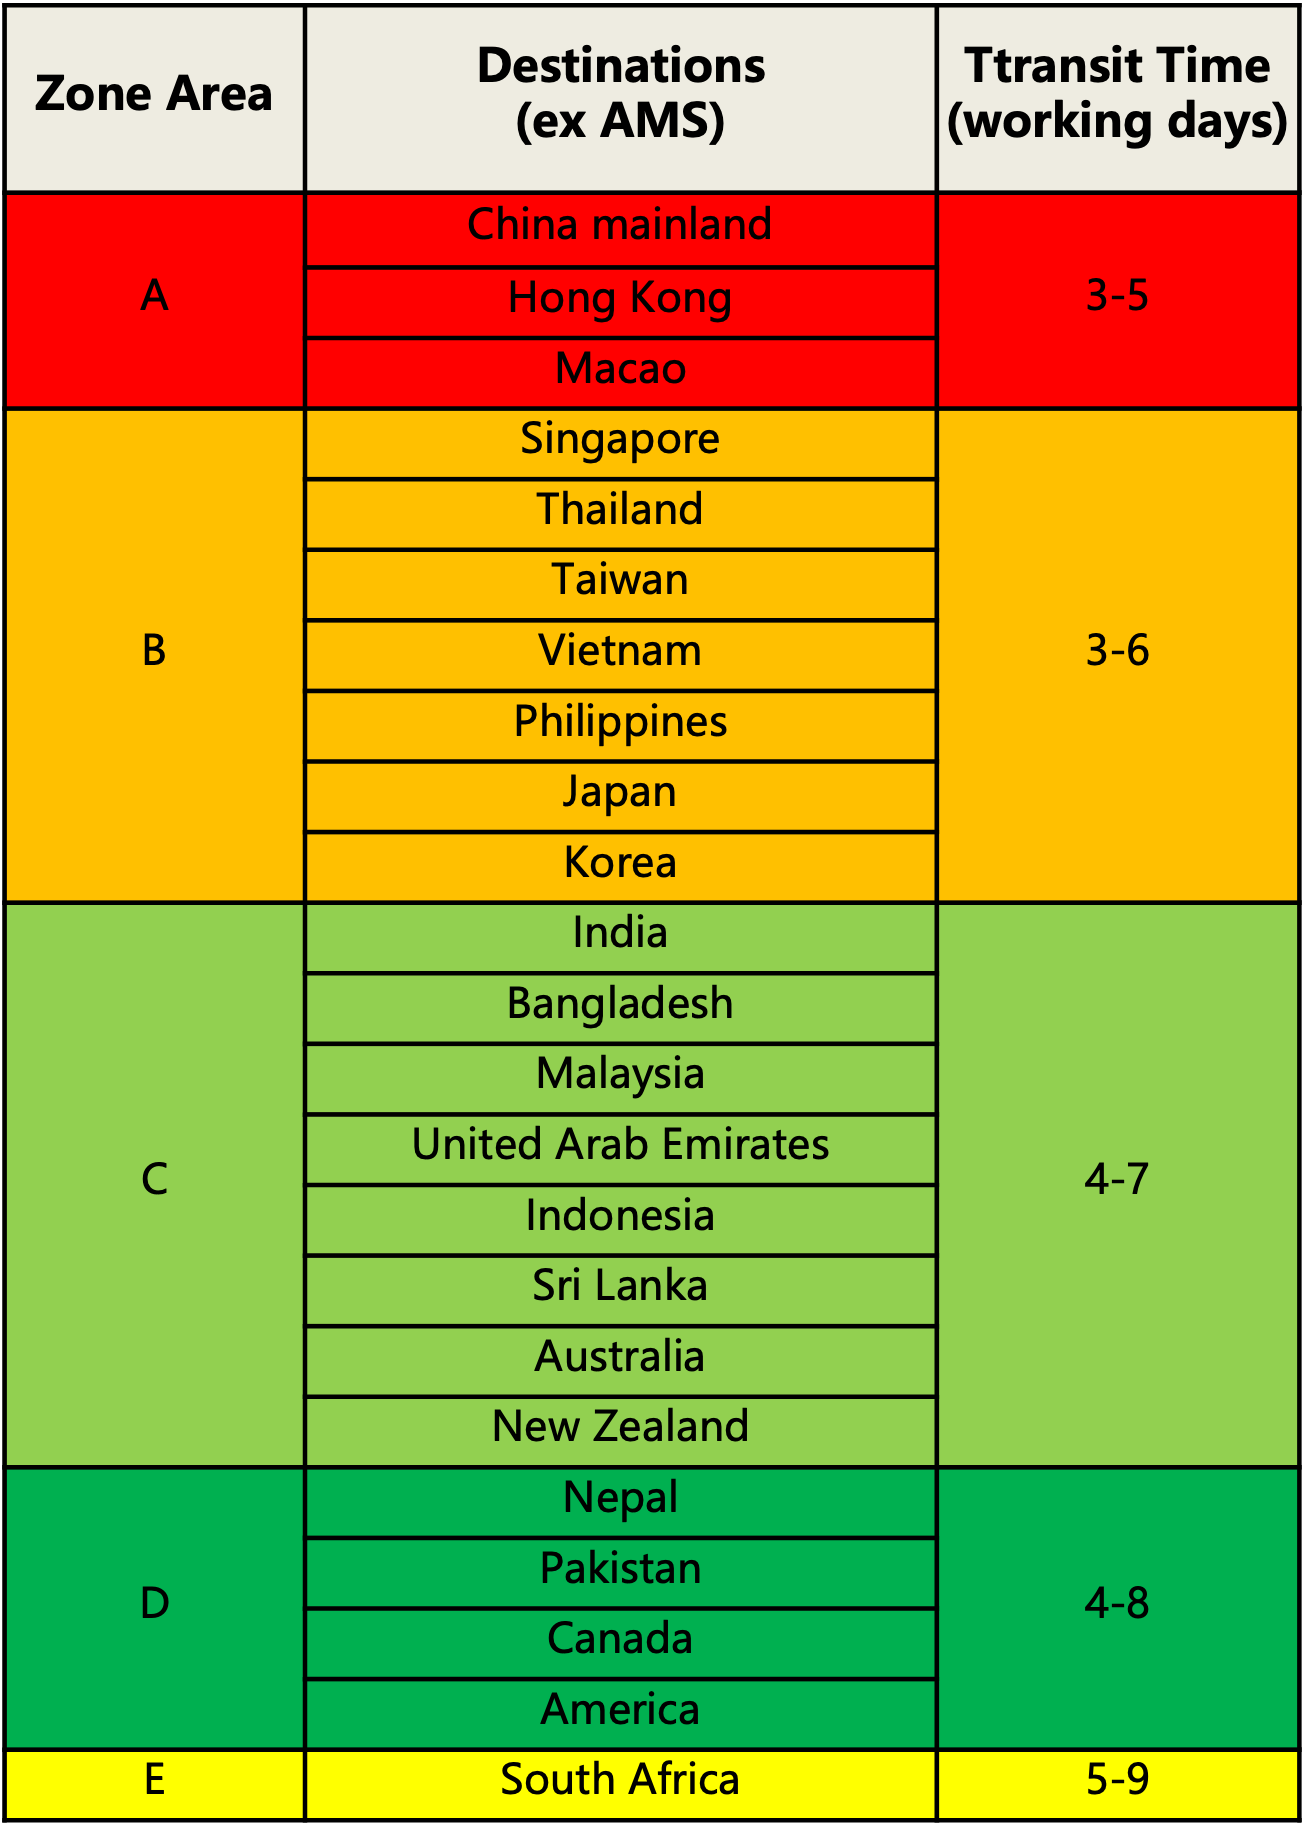 Zone Area
Destinations
(ex AMS)
Ttransit Time
(working days)
A
China mainland
Hong Kong
Macao
3-5
B
Singapore
Thailand
Taiwan
Vietnam
Philippines
Japan
Korea
3-6
C
India
Bangladesh
Malaysia
United Arab Emirates
Indonesia
Sri Lanka
Australia
New Zealand
4-7
D
Nepal
Pakistan
Canada
America
4-8
E
South Africa
5-9